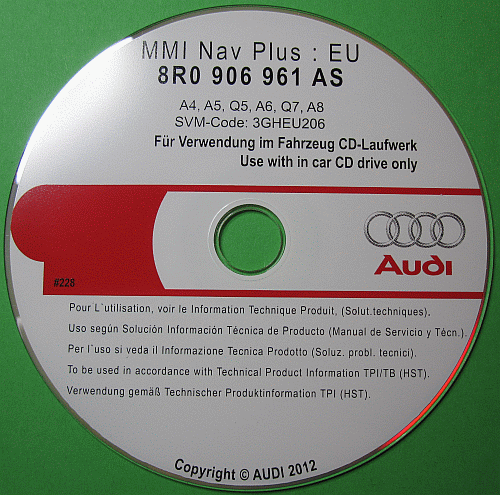 MMI Nav Plus : EU
8R0 906 961 AS
A4, A5, Q5, A6, Q7, A8
SVM-Code: 3GHEU206
Für Verwendung im Fahrzeug CD-Laufwerk
Use with in car CD drive only
Audi
#228
Pour L´utilisation, voir le Information Technique Produit, (Solut.techniques).
Uso según Solución Información Técnica de Producto (Manual de Servicio y Técn.).
Per l´uso si veda il Informazione Tecnica Prodotto (Soluz. probl. tecnici).
To be used in accordance with Technical Product Information TPI/TB (HST).
Verwendung gemäß Technischer Produktinformation TPI (HST).
Copyright © AUDI 2012